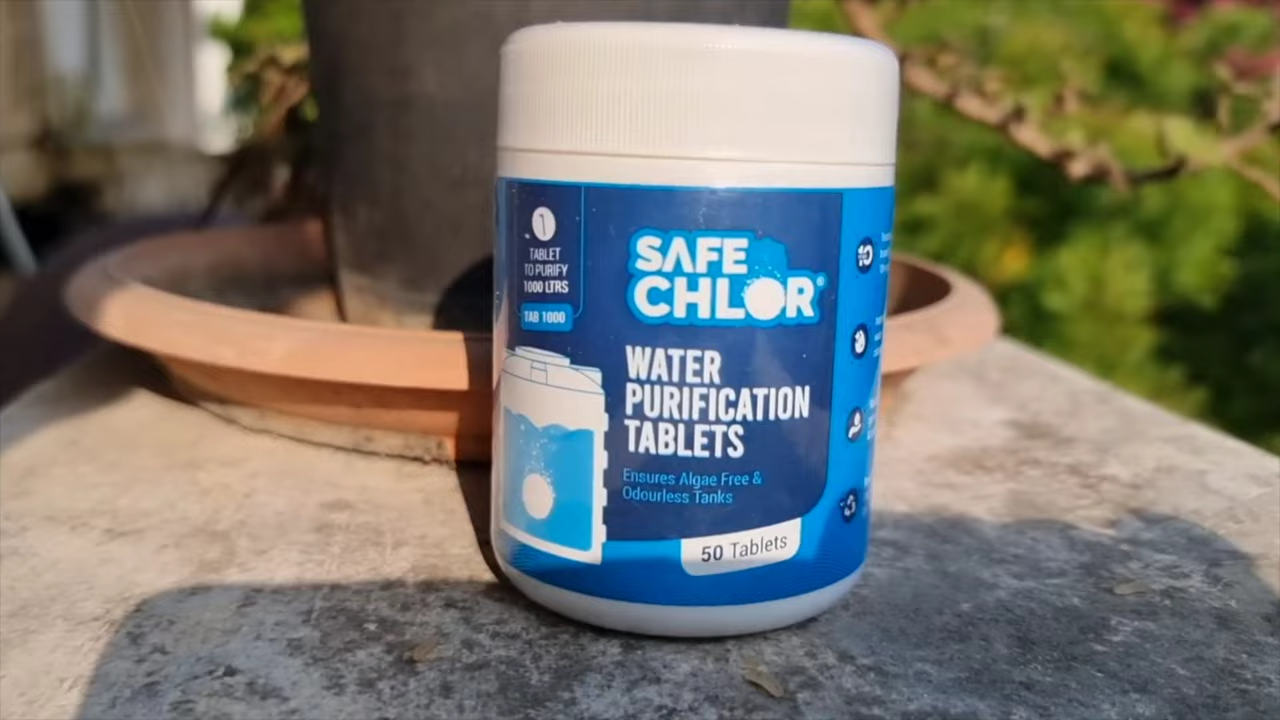 1
TABLET
TO PURIFY
1000 LTRS
TAB 1000
SAFE
CHLOR®
WATER
PURIFICATION
TABLETS
Ensures Algae Free &
Odourless Tanks
50 Tablets
10